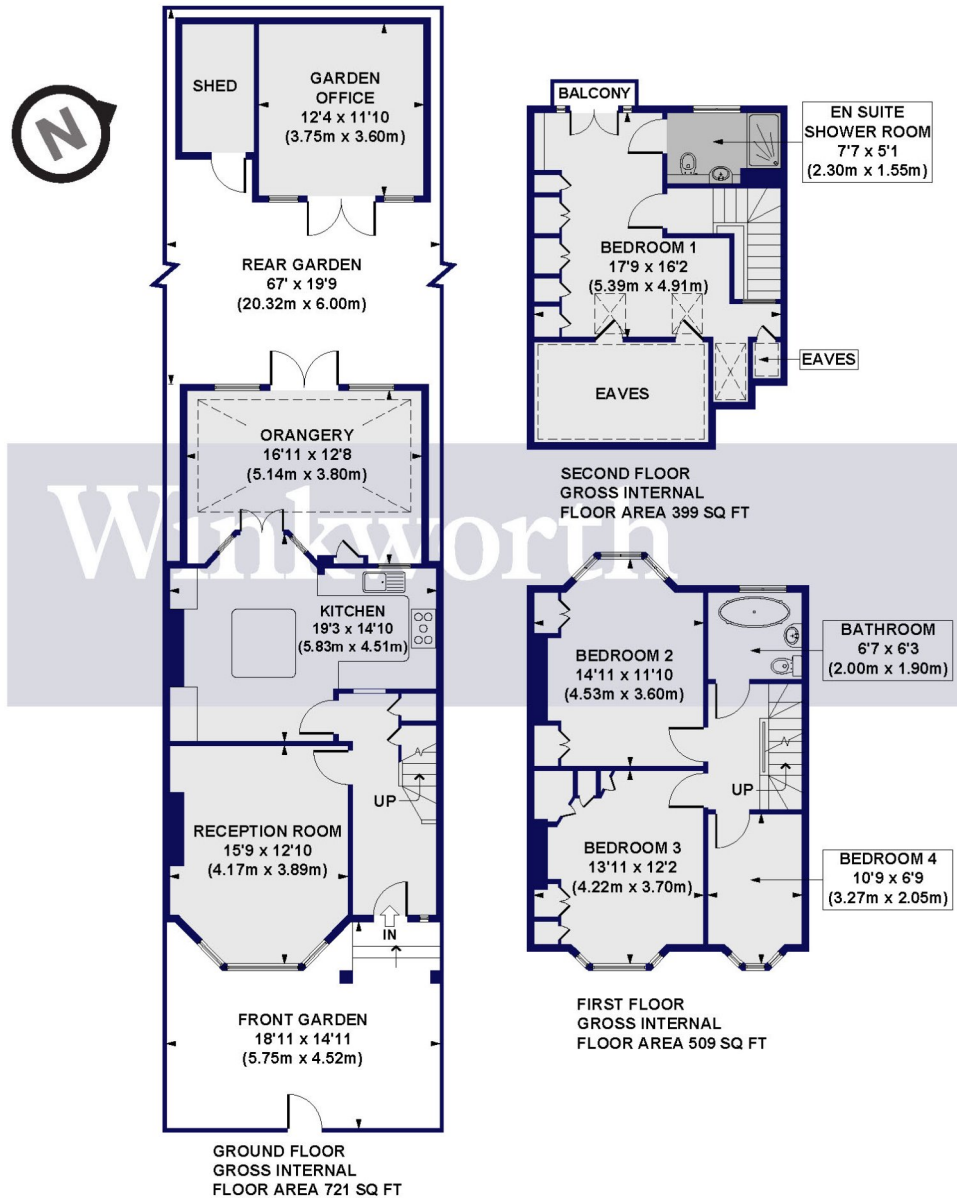 N
SHED
GARDEN
OFFICE
12'4 x 11'10
(3.75m x 3.60m)
REAR GARDEN
67' x 19'9
(20.32m x 6.00m)
ORANGERY
16'11 x 12'8
(5.14m x 3.80m)
Winkworth
KITCHEN
19'3 x 14'10
(5.83m x 4.51m)
UP
RECEPTION ROOM
15'9 x 12'10
(4.17m x 3.89m)
IN
FRONT GARDEN
18'11 x 14'11
(5.75m x 4.52m)
GROUND FLOOR
GROSS INTERNAL
FLOOR AREA 721 SQ FT
BALCONY
EN SUITE
SHOWER ROOM
7'7 x 5'1
(2.30m x 1.55m)
BEDROOM 1
17'9 x 16'2
(5.39m x 4.91m)
EAVES
EAVES
SECOND FLOOR
GROSS INTERNAL
FLOOR AREA 399 SQ FT
BEDROOM 2
14'11 x 11'10
(4.53m x 3.60m)
BATHROOM
6'7 x 6'3
(2.00m x 1.90m)
UP
BEDROOM 3
13'11 x 12'2
(4.22m x 3.70m)
BEDROOM 4
10'9 x 6'9
(3.27m x 2.05m)
FIRST FLOOR
GROSS INTERNAL
FLOOR AREA 509 SQ FT